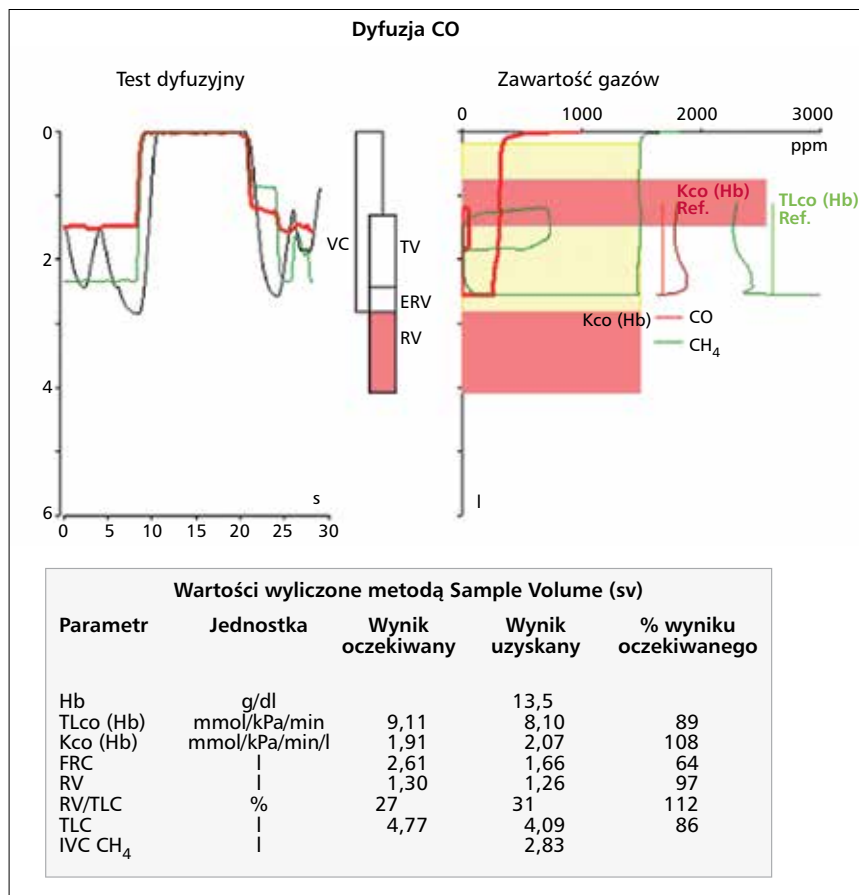 Dyfuzja CO
Test dyfuzyjny
Zawartość gazów
0
2
4
6
0 5 10 15 20 25 30
s
VC
TV
ERV
RV
0 1000 2000 3000
ppm
Kco (Hb)
Ref.
TLco (Hb)
Ref.
Kco (Hb)
CO
CH₄
l
Wartości wyliczone metodą Sample Volume (sv)
Parametr Jednostka Wynik oczekiwany Wynik uzyskany % wyniku oczekiwanego
Hb g/dl 13,5
TLco (Hb) mmol/kPa/min 9,11 8,10 89
Kco (Hb) mmol/kPa/min/l 1,91 2,07 108
FRC l 2,61 1,66 64
RV l 1,30 1,26 97
RV/TLC % 27 31 112
TLC l 4,77 4,09 86
IVC CH₄ l 2,83